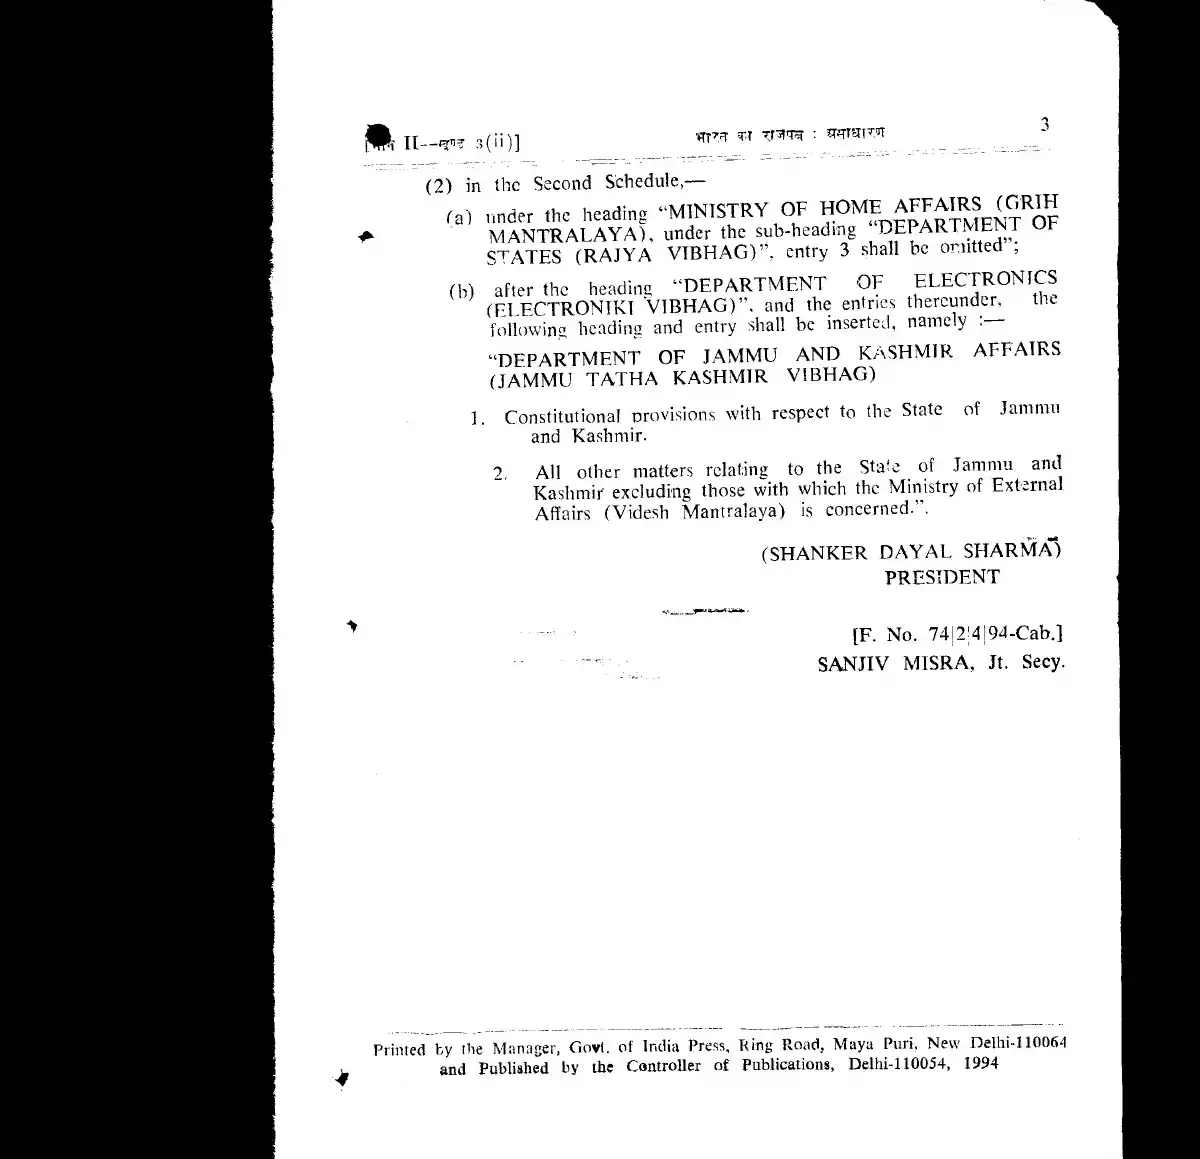 [भाग II--खण्ड 3(ii)] भारत का राजपत्र : असाधारण 3
(2) in the Second Schedule,—
(a) under the heading “MINISTRY OF HOME AFFAIRS (GRIH
MANTRALAYA), under the sub-heading “DEPARTMENT OF
STATES (RAJYA VIBHAG)”, entry 3 shall be omitted”;
(b) after the heading “DEPARTMENT OF ELECTRONICS
(ELECTRONIKI VIBHAG)”, and the entries thereunder, the
following heading and entry shall be inserted, namely :—
“DEPARTMENT OF JAMMU AND KASHMIR AFFAIRS
(JAMMU TATHA KASHMIR VIBHAG)
1. Constitutional provisions with respect to the State of Jammu
and Kashmir.
2. All other matters relating to the State of Jammu and
Kashmir excluding those with which the Ministry of External
Affairs (Videsh Mantralaya) is concerned.”.
(SHANKER DAYAL SHARMA)
PRESIDENT
[F. No. 74|2|4|94-Cab.]
SANJIV MISRA, Jt. Secy.
Printed by the Manager, Govt. of India Press, Ring Road, Maya Puri, New Delhi-110064
and Published by the Controller of Publications, Delhi-110054, 1994